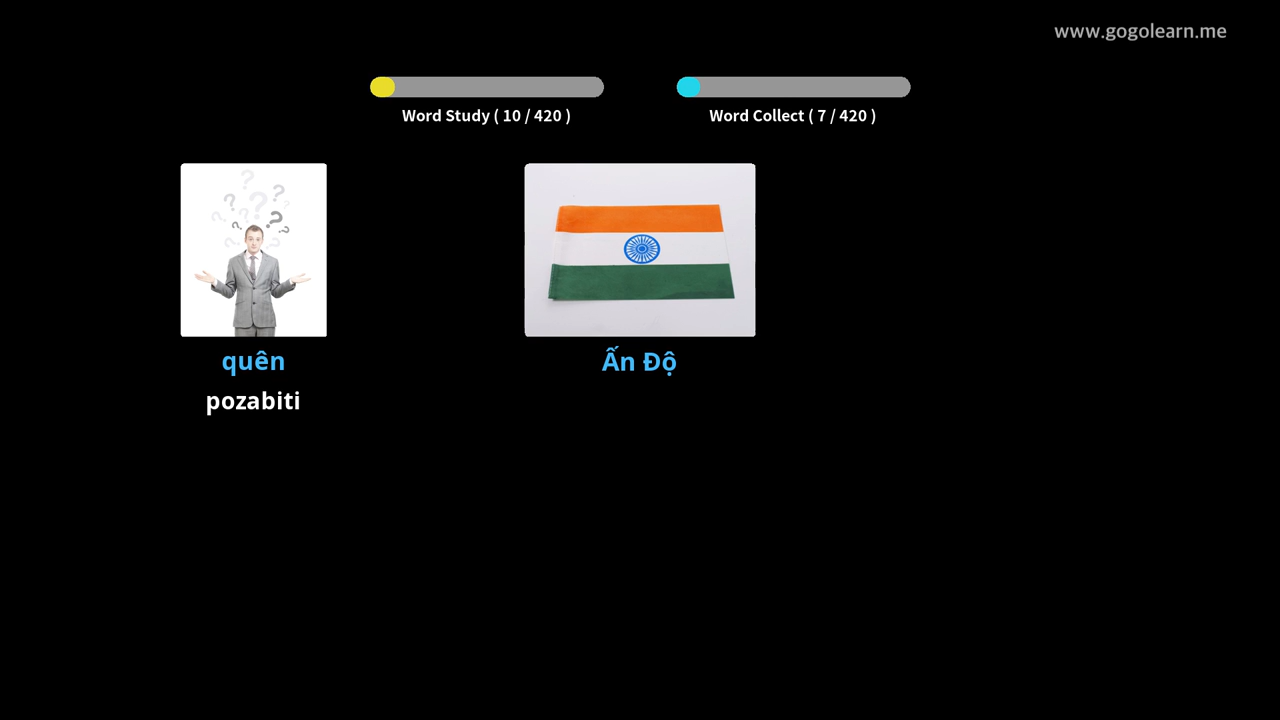 www.gogolearn.me
Word Study ( 10 / 420 )
Word Collect ( 7 / 420 )
quên
pozabiti
Ấn Độ